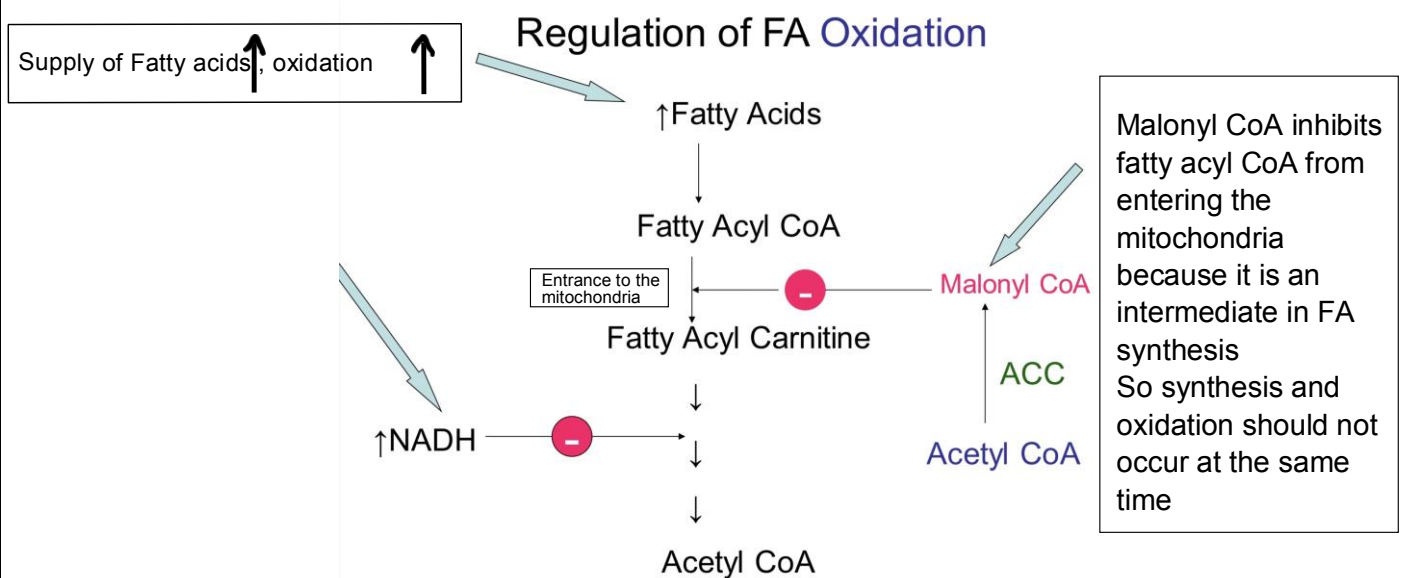 Regulation of FA Oxidation
Supply of Fatty acids↑, oxidation ↑
↑Fatty Acids
Fatty Acyl CoA
Entrance to the
mitochondria
-
Malonyl CoA
Fatty Acyl Carnitine
ACC
↑NADH
-
Acetyl CoA
Acetyl CoA
Malonyl CoA inhibits
fatty acyl CoA from
entering the
mitochondria
because it is an
intermediate in FA
synthesis
So synthesis and
oxidation should not
occur at the same
time